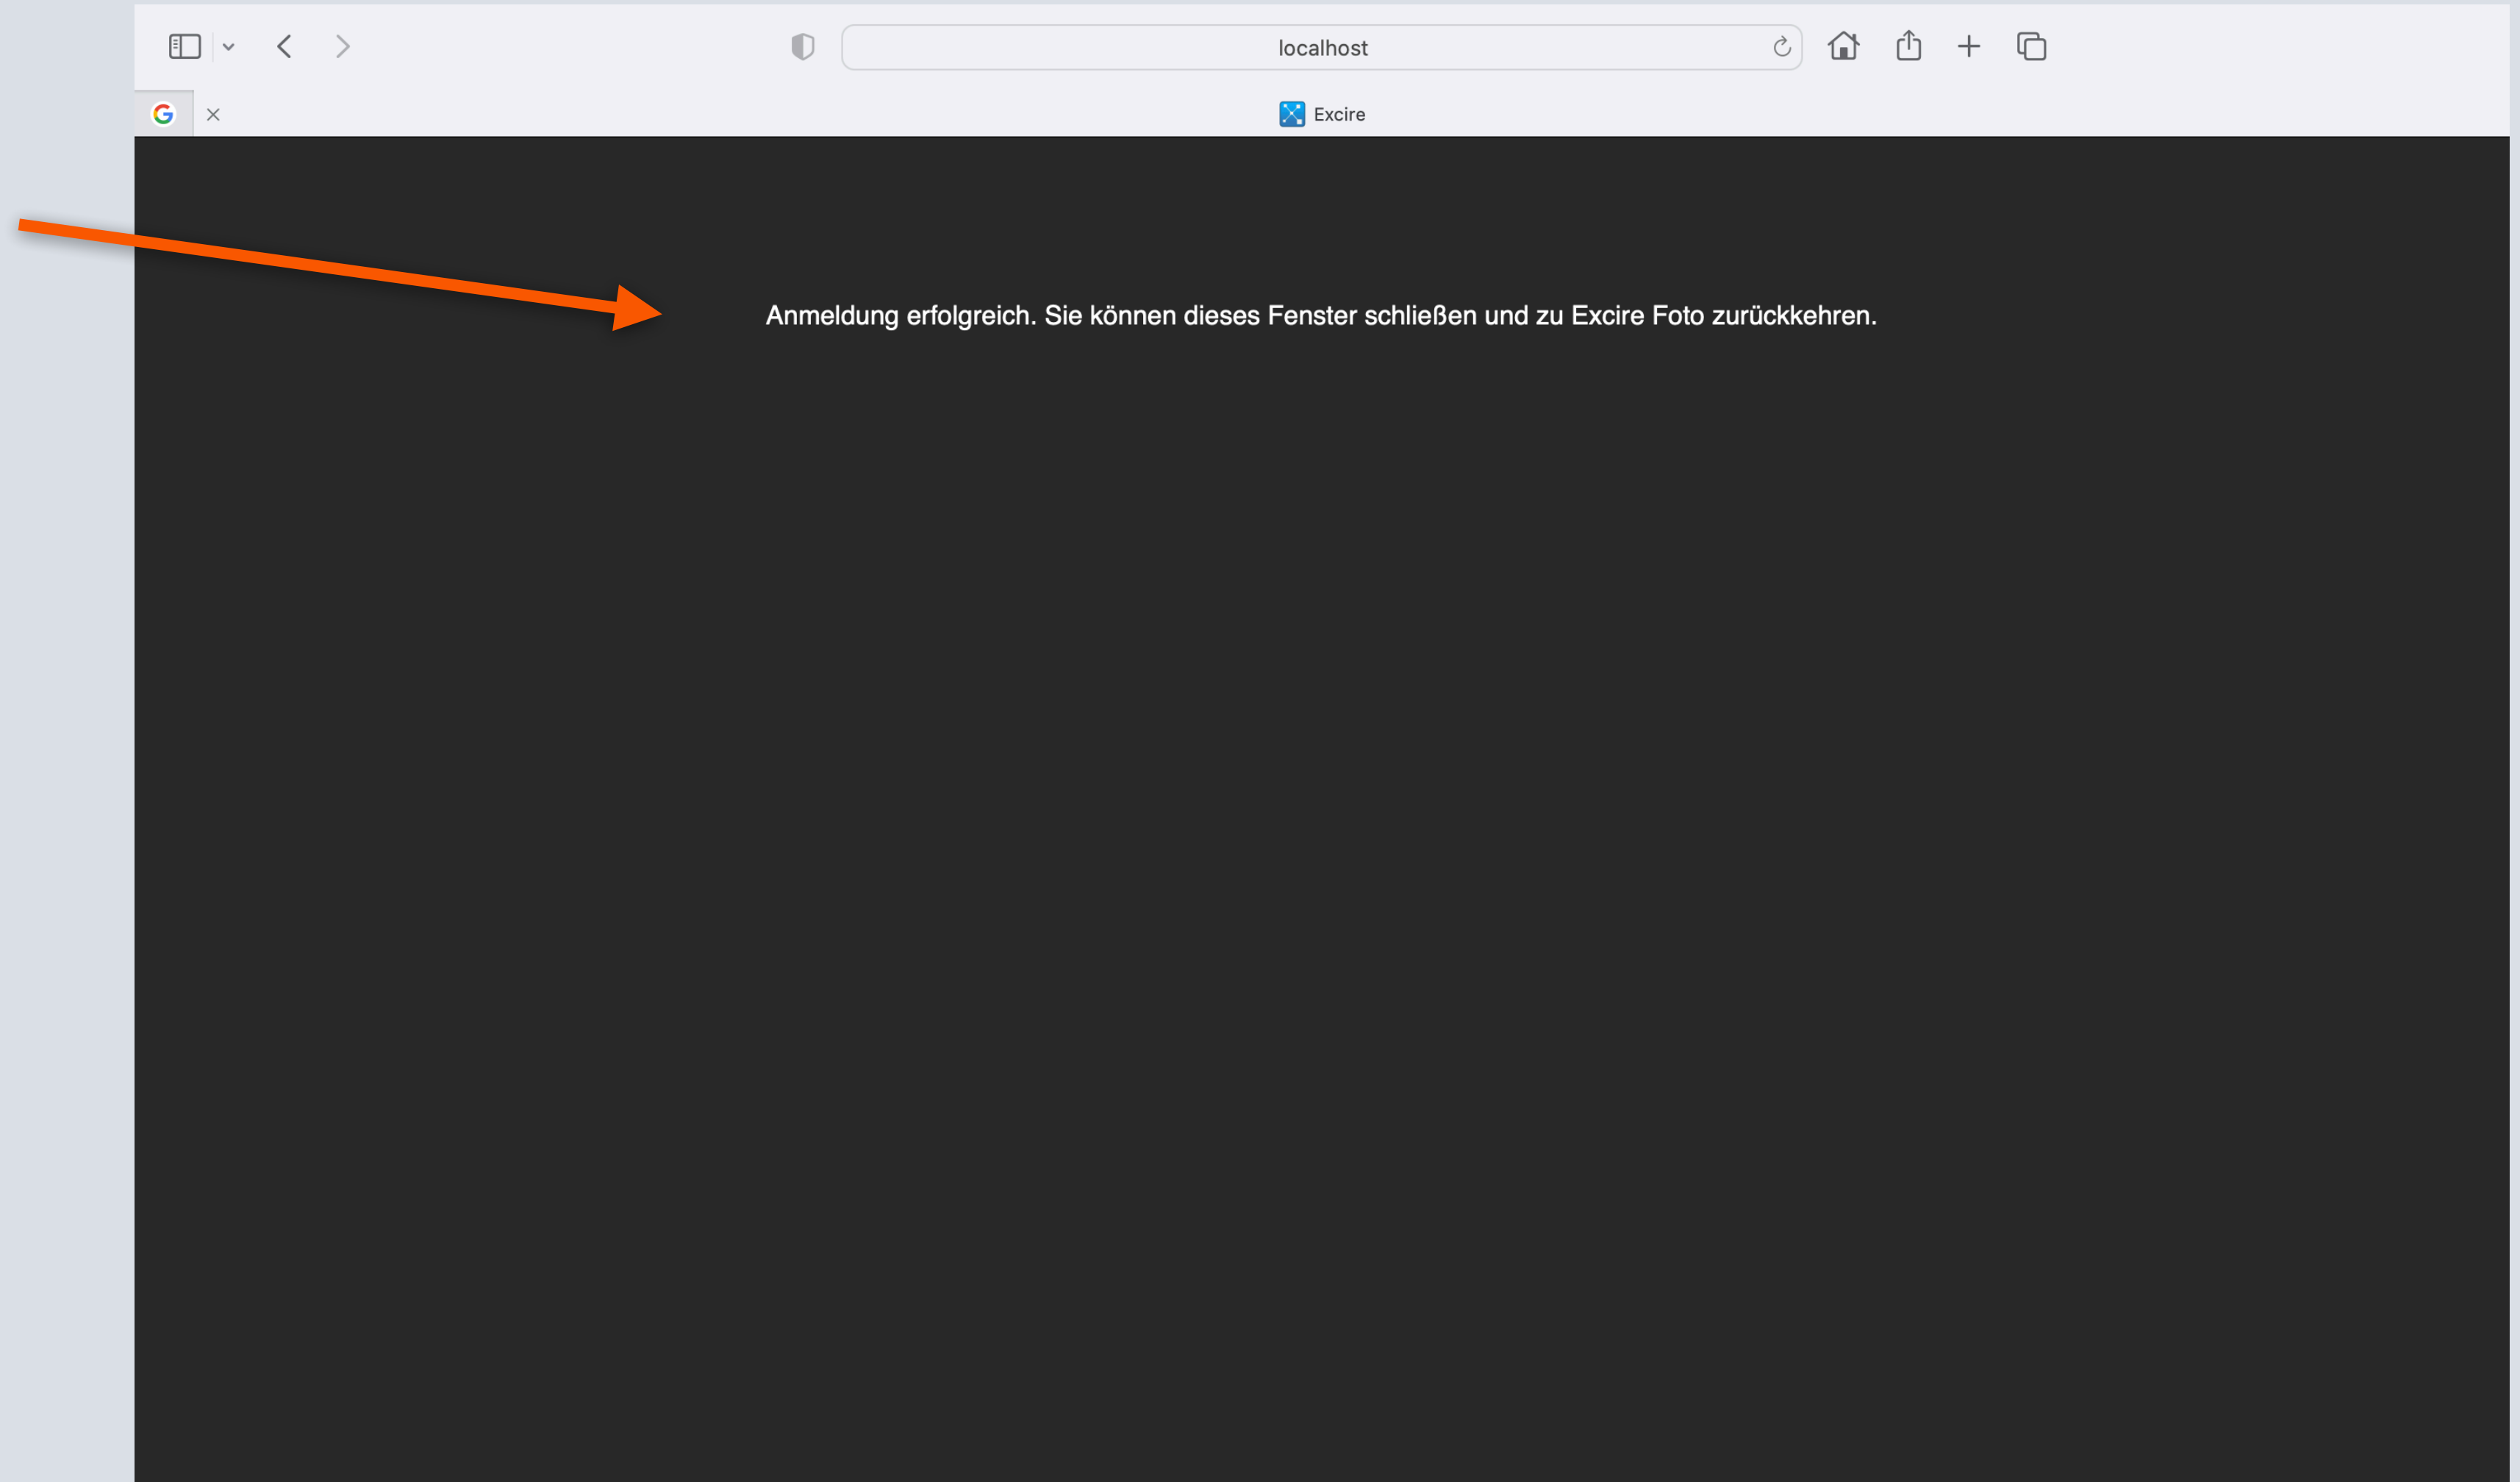 localhost
Excire
Anmeldung erfolgreich. Sie können dieses Fenster schließen und zu Excire Foto zurückkehren.